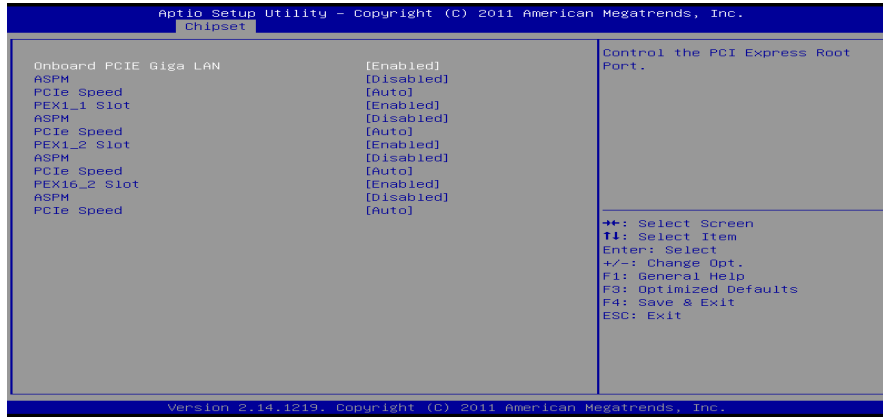 Aptio Setup Utility – Copyright (C) 2011 American Megatrends, Inc.
Chipset
Onboard PCIE Giga LAN [Enabled]
ASPM [Disabled]
PCIe Speed [Auto]
PEX1_1 Slot [Enabled]
ASPM [Disabled]
PCIe Speed [Auto]
PEX1_2 Slot [Enabled]
ASPM [Disabled]
PCIe Speed [Auto]
PEX16_2 Slot [Enabled]
ASPM [Disabled]
PCIe Speed [Auto]
Control the PCI Express Root
Port.
→←: Select Screen
↑↓: Select Item
Enter: Select
+/-: Change Opt.
F1: General Help
F3: Optimized Defaults
F4: Save & Exit
ESC: Exit
Version 2.14.1219. Copyright (C) 2011 American Megatrends, Inc.